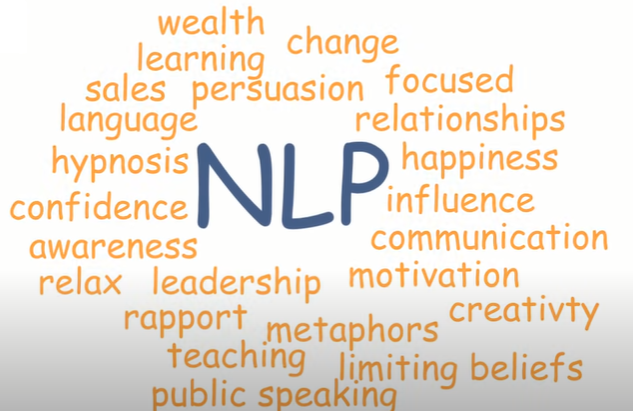 wealth
change
learning
focused
sales persuasion
language
relationships
hypnosis
NLP
happiness
confidence
influence
awareness
communication
relax leadership
motivation
rapport
creativty
metaphors
teaching
limiting beliefs
public speaking